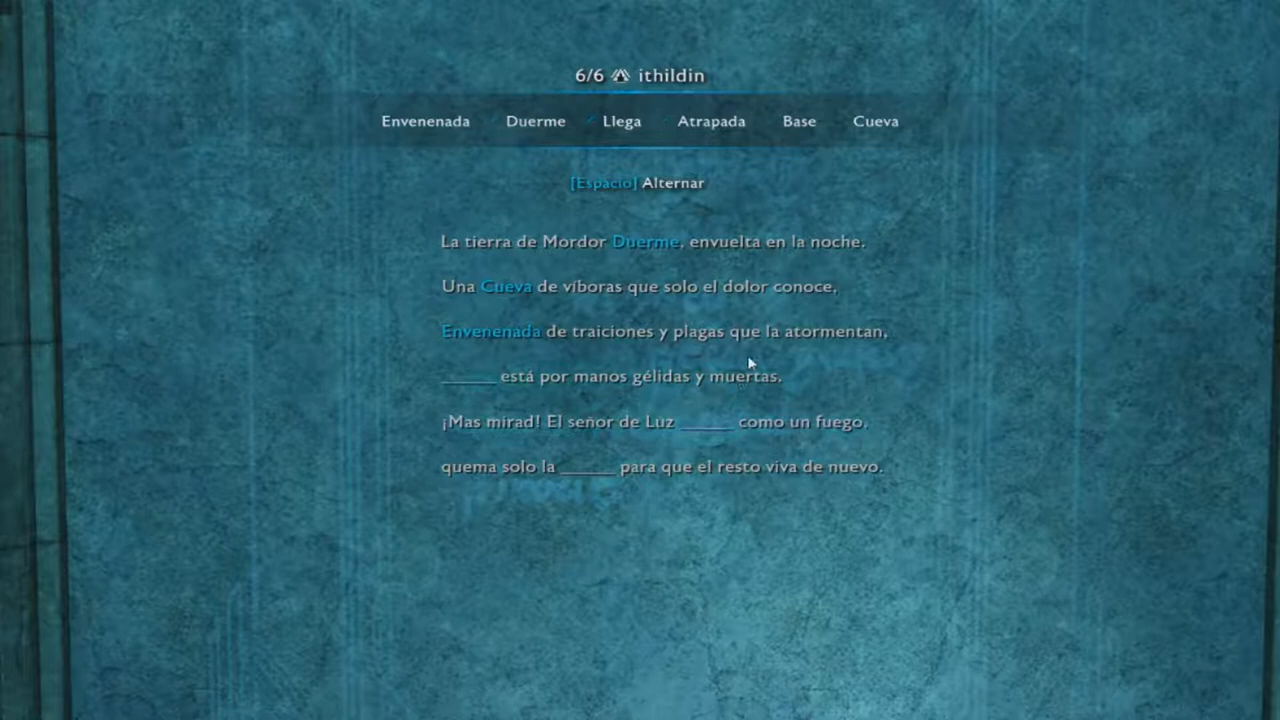 6/6 ithildin
Envenenada Duerme Llega Atrapada Base Cueva
[Espacio] Alternar
La tierra de Mordor Duerme, envuelta en la noche.
Una Cueva de víboras que solo el dolor conoce,
Envenenada de traiciones y plagas que la atormentan,
______ está por manos gélidas y muertas.
¡Mas mirad! El señor de Luz ______ como un fuego.
quema solo la ______ para que el resto viva de nuevo.